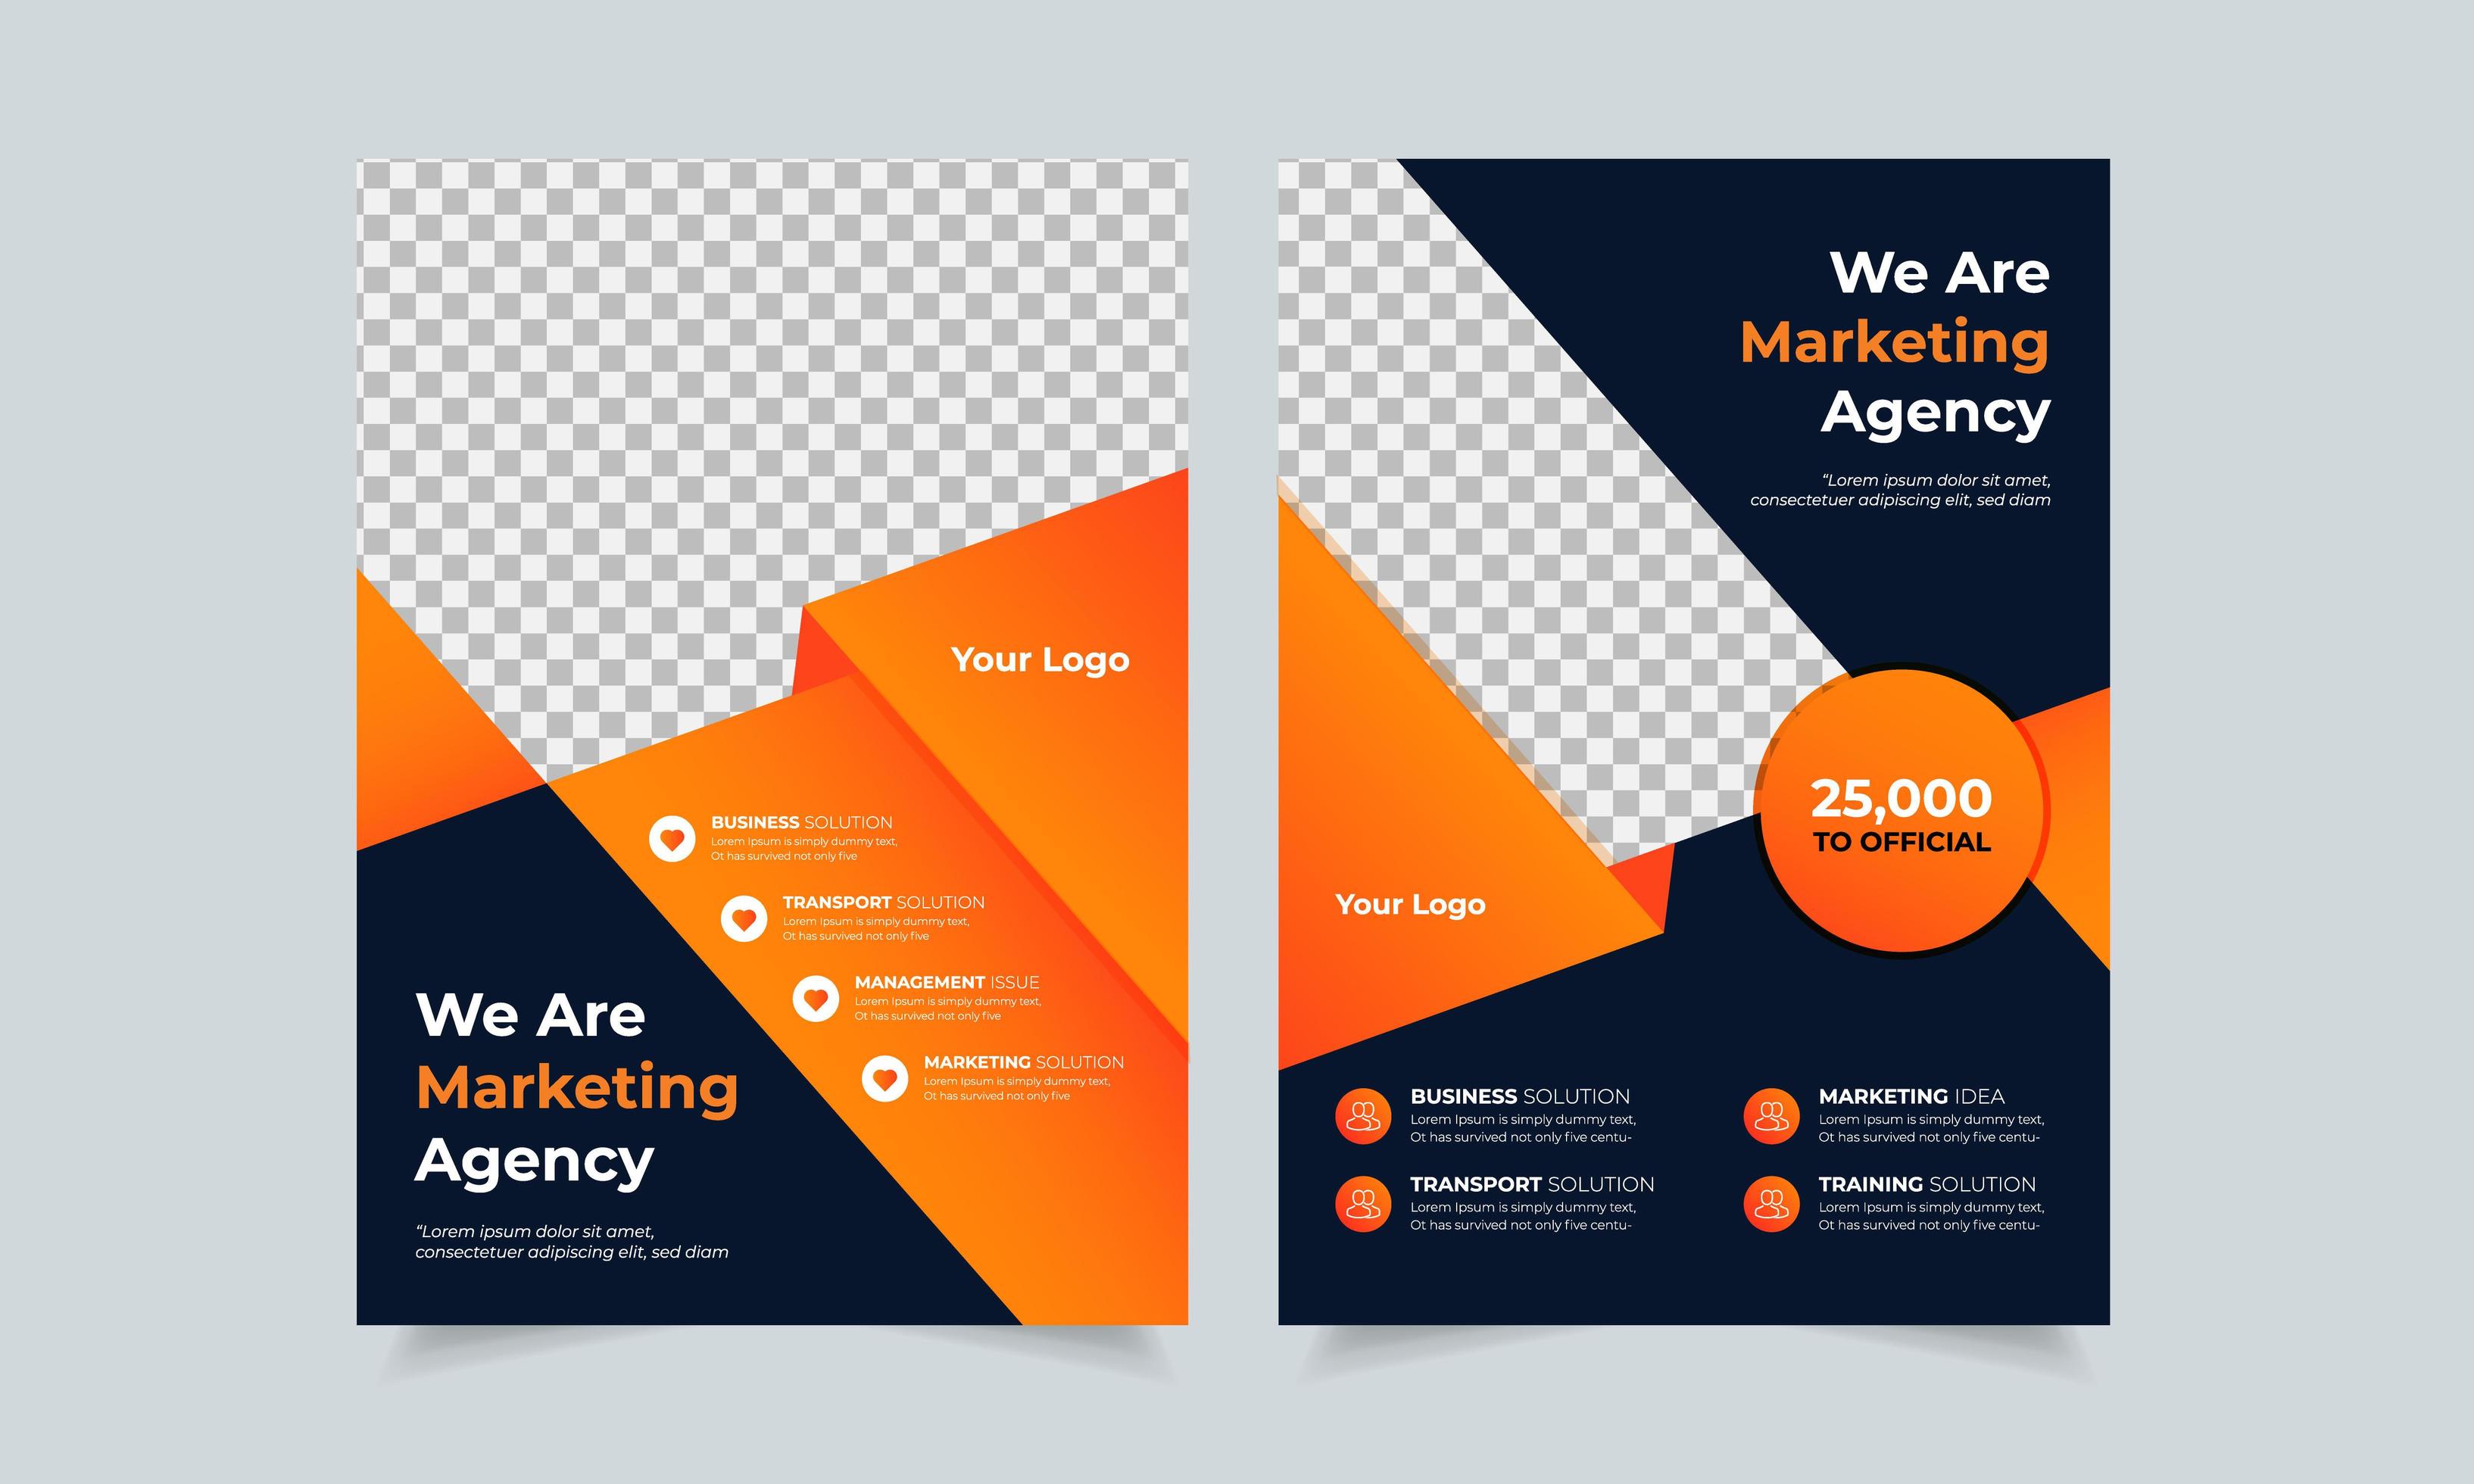 Your Logo
BUSINESS SOLUTION
Lorem Ipsum is simply dummy text,
Ot has survived not only five
TRANSPORT SOLUTION
Lorem Ipsum is simply dummy text,
Ot has survived not only five
MANAGEMENT ISSUE
Lorem Ipsum is simply dummy text,
Ot has survived not only five
MARKETING SOLUTION
Lorem Ipsum is simply dummy text,
Ot has survived not only five
We Are
Marketing
Agency
“Lorem ipsum dolor sit amet,
consectetuer adipiscing elit, sed diam
We Are
Marketing
Agency
“Lorem ipsum dolor sit amet,
consectetuer adipiscing elit, sed diam
25,000
TO OFFICIAL
Your Logo
BUSINESS SOLUTION
Lorem Ipsum is simply dummy text,
Ot has survived not only five centu-
MARKETING IDEA
Lorem Ipsum is simply dummy text,
Ot has survived not only five centu-
TRANSPORT SOLUTION
Lorem Ipsum is simply dummy text,
Ot has survived not only five centu-
TRAINING SOLUTION
Lorem Ipsum is simply dummy text,
Ot has survived not only five centu-